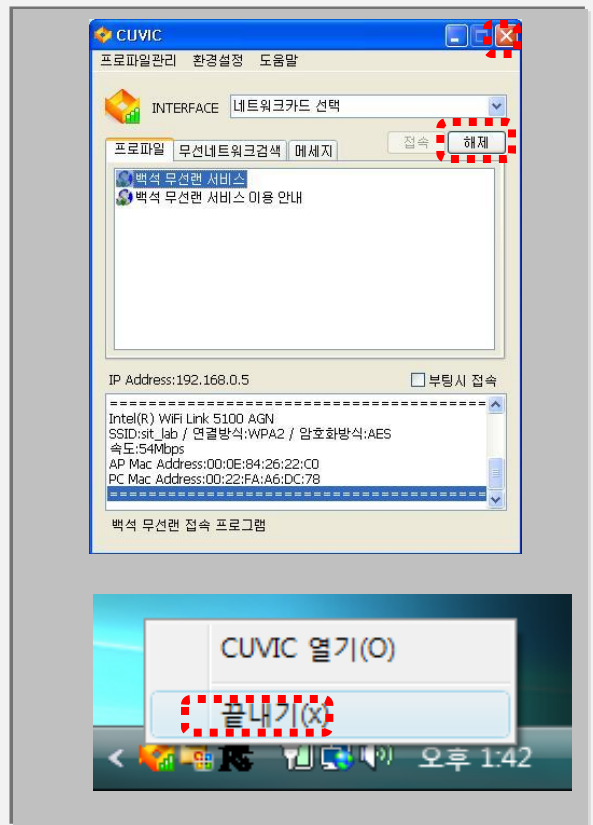 CUVIC
프로파일관리 환경설정 도움말
INTERFACE 네트워크카드 선택
접속 해제
프로파일 무선네트워크검색 메세지
백석 무선랜 서비스
백석 무선랜 서비스 이용 안내
IP Address:192.168.0.5 부팅시 접속
==================================================
Intel(R) WiFi Link 5100 AGN
SSID:sit_lab / 연결방식:WPA2 / 암호화방식:AES
속도:54Mbps
AP Mac Address:00:0E:84:26:22:C0
PC Mac Address:00:22:FA:A6:DC:78
==================================================
백석 무선랜 접속 프로그램
CUVIC 열기(O)
끝내기(x)
오후 1:42